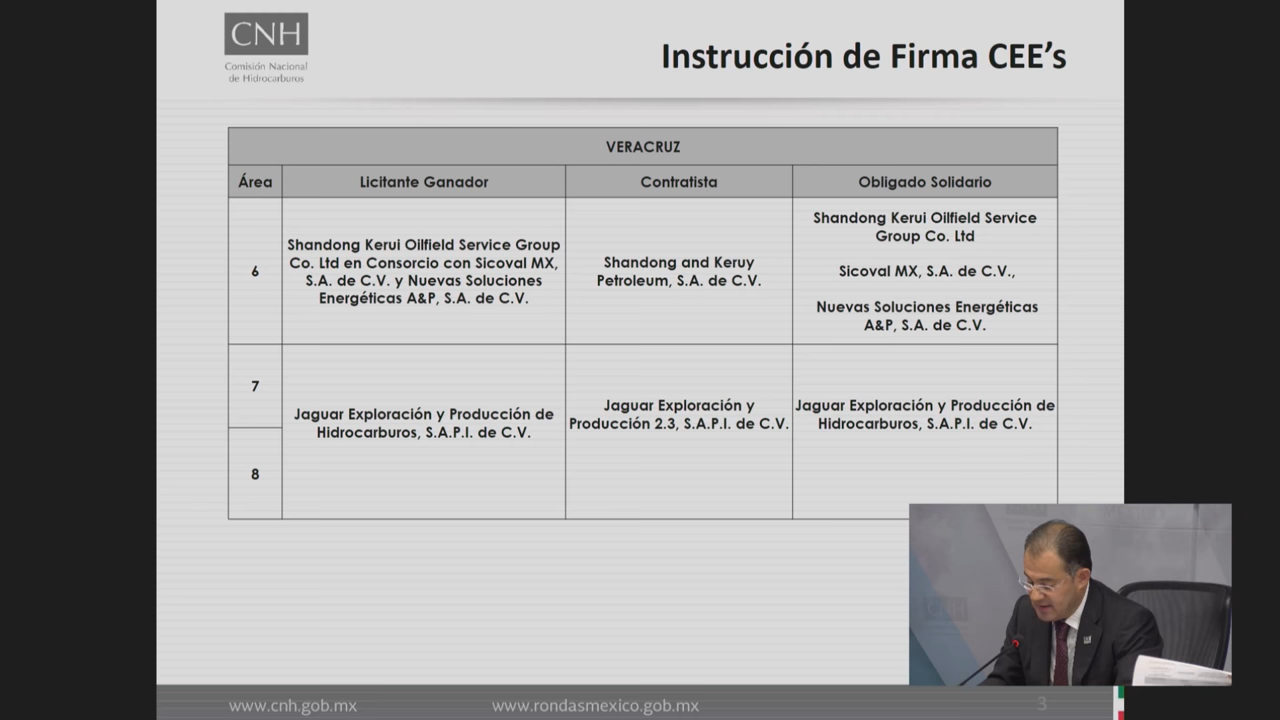 CNH
Comisión Nacional
de Hidrocarburos
Instrucción de Firma CEE's
VERACRUZ
Área
Licitante Ganador
Contratista
Obligado Solidario
6
Shandong Kerui Oilfield Service Group
Co. Ltd en Consorcio con Sicoval MX,
S.A. de C.V. y Nuevas Soluciones
Energéticas A&P, S.A. de C.V.
Shandong and Keruy
Petroleum, S.A. de C.V.
Shandong Kerui Oilfield Service
Group Co. Ltd
Sicoval MX, S.A. de C.V.,
Nuevas Soluciones Energéticas
A&P, S.A. de C.V.
7
8
Jaguar Exploración y Producción de
Hidrocarburos, S.A.P.I. de C.V.
Jaguar Exploración y
Producción 2.3, S.A.P.I. de C.V.
Jaguar Exploración y Producción de
Hidrocarburos, S.A.P.I. de C.V.
www.cnh.gob.mx
www.rondasmexico.gob.mx
3